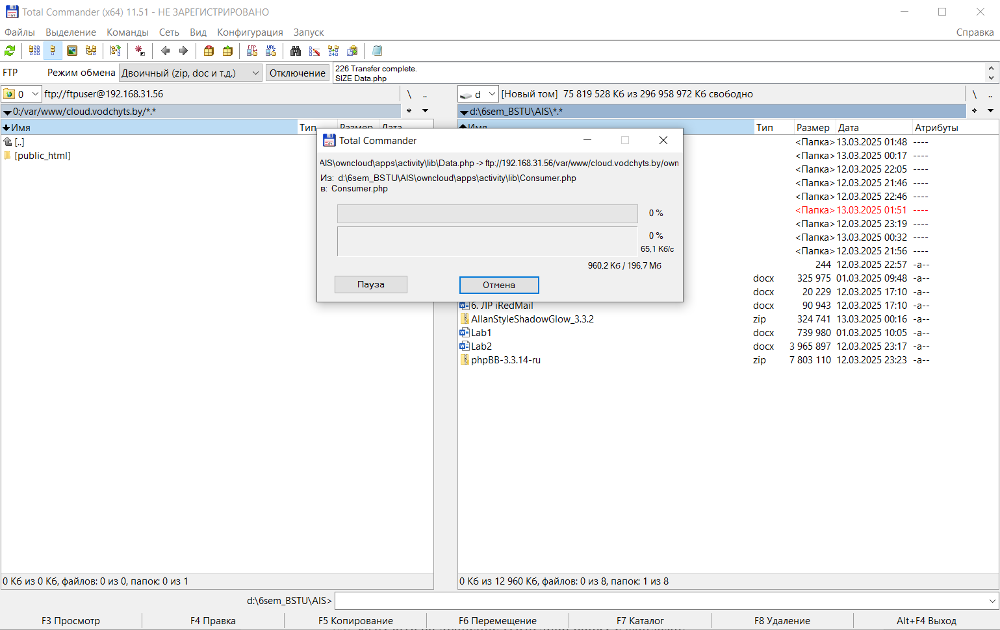 Total Commander (x64) 11.51 - НЕ ЗАРЕГИСТРИРОВАНО
Файлы Выделение Команды Сеть Вид Конфигурация Запуск Справка
FTP URL
FTP Режим обмена Двоичный (zip, doc и т.д.) Отключение
226 Transfer complete.
SIZE Data.php
0 ftp://ftpuser@192.168.31.56 \ ..
d [Новый том] 75 819 528 Кб из 296 958 972 Кб свободно \ ..
0:/var/www/cloud.vodchyts.by/*.* *
d:\6sem_BSTU\AIS\*.* *
Имя Тип Размер Дата
[..]
[public_html]
Имя Тип Размер Дата Атрибуты
<Папка> 13.03.2025 01:48 ----
<Папка> 13.03.2025 00:17 ----
<Папка> 12.03.2025 22:05 ----
<Папка> 12.03.2025 21:46 ----
<Папка> 12.03.2025 22:46 ----
<Папка> 13.03.2025 01:51 ----
<Папка> 12.03.2025 23:19 ----
<Папка> 13.03.2025 00:32 ----
<Папка> 12.03.2025 21:56 ----
244 12.03.2025 22:57 -a--
docx 325 975 01.03.2025 09:48 -a--
docx 20 229 12.03.2025 17:10 -a--
6. ЛР iRedMail docx 90 943 12.03.2025 17:10 -a--
AllanStyleShadowGlow_3.3.2 zip 324 741 13.03.2025 00:16 -a--
Lab1 docx 739 980 01.03.2025 10:05 -a--
Lab2 docx 3 965 897 12.03.2025 23:17 -a--
phpBB-3.3.14-ru zip 7 803 110 12.03.2025 23:23 -a--
Total Commander
AIS\owncloud\apps\activity\lib\Data.php -> ftp://192.168.31.56/var/www/cloud.vodchyts.by/own
Из: d:\6sem_BSTU\AIS\owncloud\apps\activity\lib\Consumer.php
в: Consumer.php
0 %
0 %
65,1 Кб/с
960,2 Кб / 196,7 Мб
Пауза Отмена
0 Кб из 0 Кб, файлов: 0 из 0, папок: 0 из 1
0 Кб из 12 960 Кб, файлов: 0 из 8, папок: 1 из 8
d:\6sem_BSTU\AIS>
F3 Просмотр F4 Правка F5 Копирование F6 Перемещение F7 Каталог F8 Удаление Alt+F4 Выход